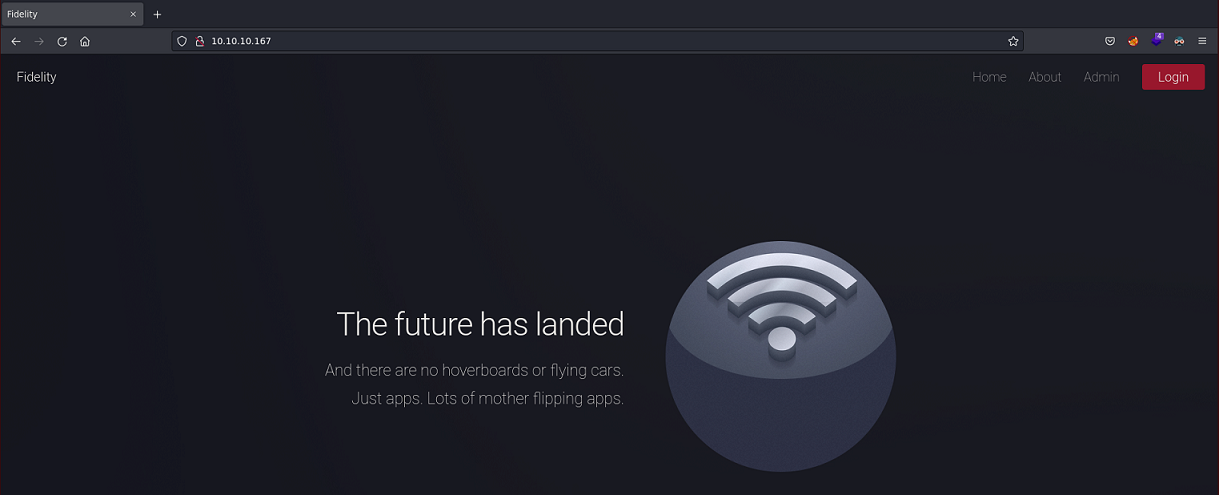 Fidelity
10.10.10.167
4
Fidelity
Home About Admin Login
The future has landed
And there are no hoverboards or flying cars.
Just apps. Lots of mother flipping apps.